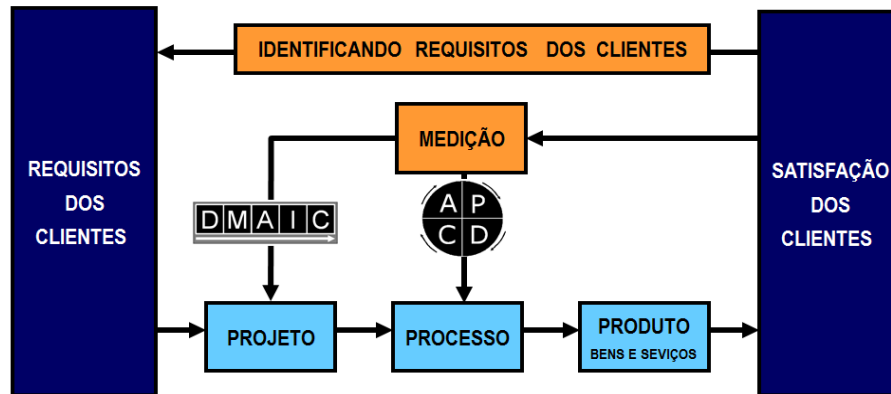 IDENTIFICANDO REQUISITOS DOS CLIENTES
MEDIÇÃO
REQUISITOS
DOS
CLIENTES
SATISFAÇÃO
DOS
CLIENTES
DMAIC
A P
C D
PROJETO
PROCESSO
PRODUTO
BENS E SEVIÇOS